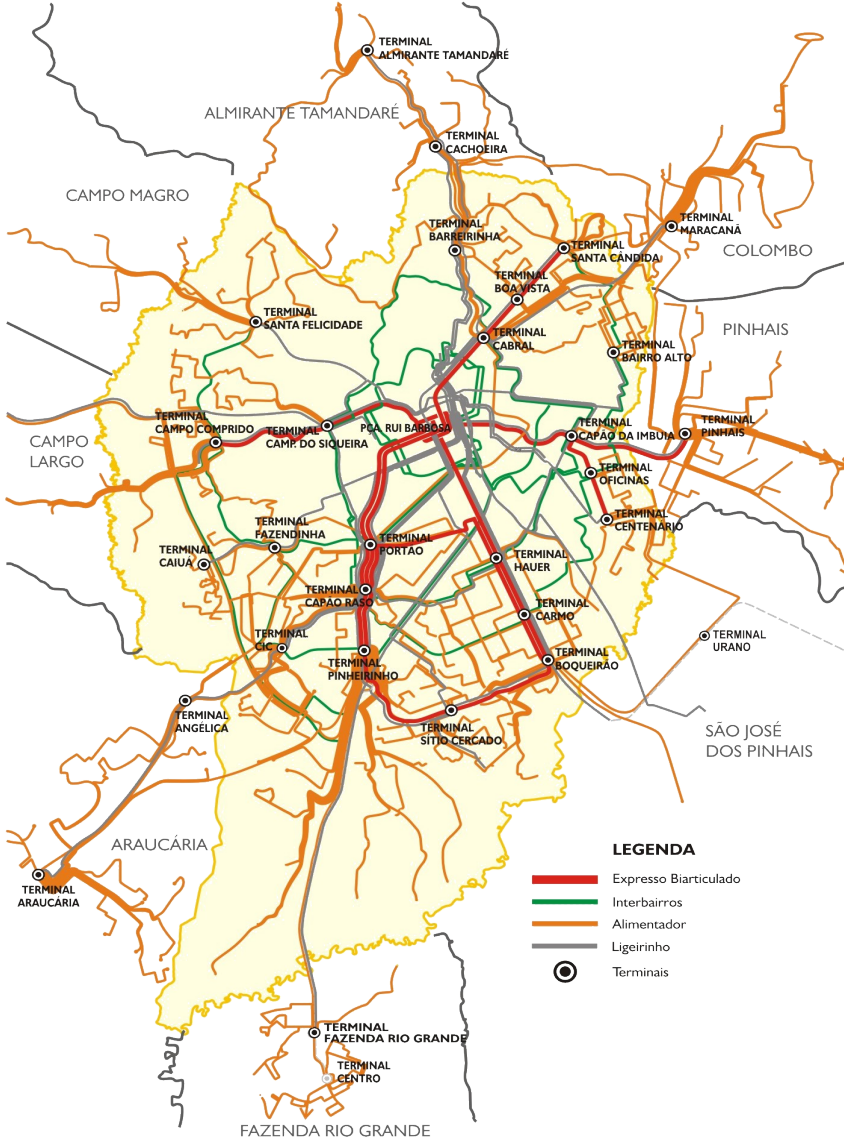 TERMINAL
ALMIRANTE TAMANDARÉ
ALMIRANTE TAMANDARÉ
TERMINAL
CACHOEIRA
CAMPO MAGRO
TERMINAL
MARACANÃ
TERMINAL
BARREIRINHA
TERMINAL
SANTA CÂNDIDA
COLOMBO
TERMINAL
BOA VISTA
TERMINAL
SANTA FELICIDADE
TERMINAL
CABRAL
PINHAIS
TERMINAL
BAIRRO ALTO
TERMINAL
CAMPO COMPRIDO
TERMINAL
CAMP. DO SIQUEIRA
PÇA. RUI BARBOSA
TERMINAL
CAPÃO DA IMBUIA
TERMINAL
PINHAIS
CAMPO
LARGO
TERMINAL
OFICINAS
TERMINAL
CENTENÁRIO
TERMINAL
FAZENDINHA
TERMINAL
PORTÃO
TERMINAL
CAIUÁ
TERMINAL
HAUER
TERMINAL
CAPÃO RASO
TERMINAL
CARMO
TERMINAL
CIC
TERMINAL
URANO
TERMINAL
PINHEIRINHO
TERMINAL
BOQUEIRÃO
TERMINAL
ANGÉLICA
TERMINAL
SITIO CERCADO
SÃO JOSÉ
DOS PINHAIS
ARAUCÁRIA
TERMINAL
ARAUCÁRIA
LEGENDA
Expresso Biarticulado
Interbairros
Alimentador
Ligeirinho
Terminais
TERMINAL
FAZENDA RIO GRANDE
TERMINAL
CENTRO
FAZENDA RIO GRANDE